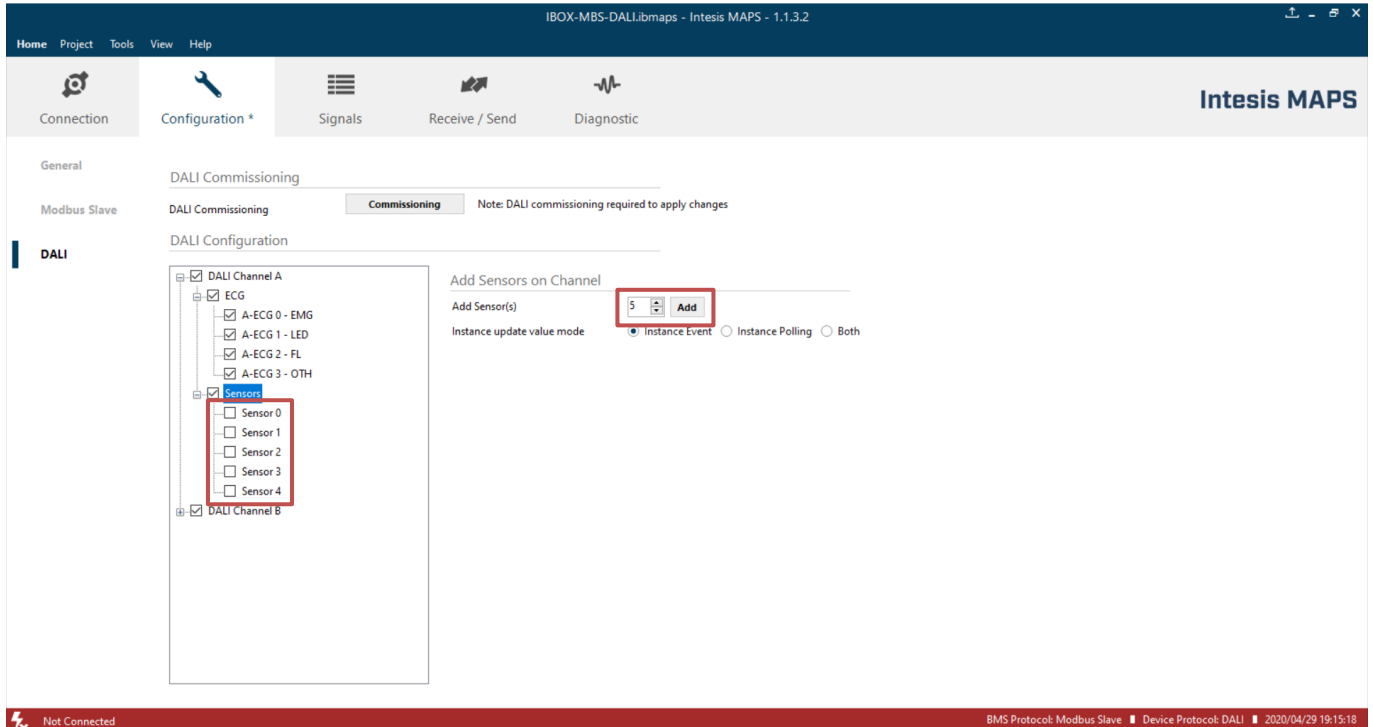 IBOX-MBS-DALI.ibmaps - Intesis MAPS - 1.1.3.2
Home Project Tools View Help
Connection Configuration * Signals Receive / Send Diagnostic
Intesis MAPS
General
Modbus Slave
DALI
DALI Commissioning
DALI Commissioning Commissioning Note: DALI commissioning required to apply changes
DALI Configuration
DALI Channel A
ECG
A-ECG 0 - EMG
A-ECG 1 - LED
A-ECG 2 - FL
A-ECG 3 - OTH
Sensors
Sensor 0
Sensor 1
Sensor 2
Sensor 3
Sensor 4
DALI Channel B
Add Sensors on Channel
Add Sensor(s) 5 Add
Instance update value mode Instance Event Instance Polling Both
Not Connected
BMS Protocol: Modbus Slave Device Protocol: DALI 2020/04/29 19:15:18